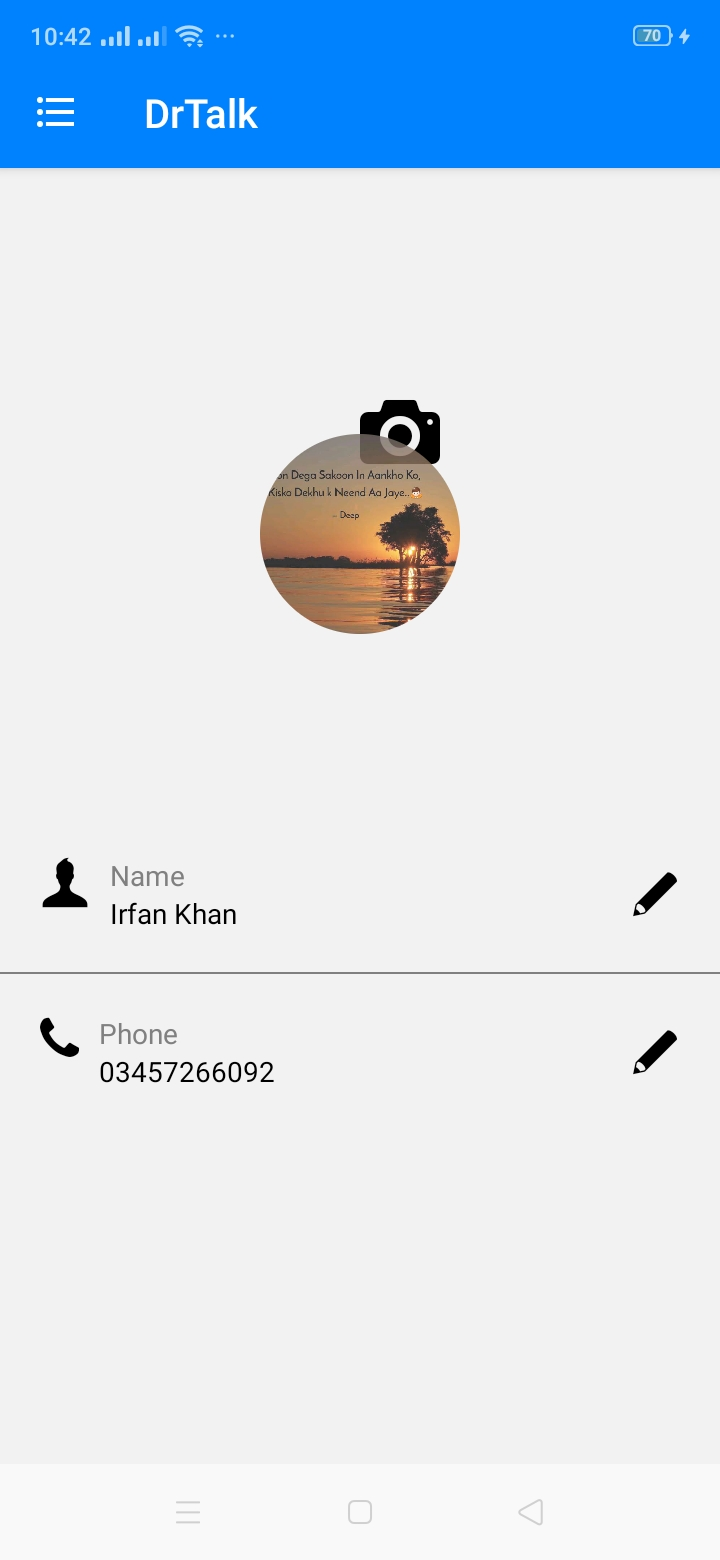 10:42 70
DrTalk
on Dega Sakoon In Aankho Ko,
Kiska Dekhu k Neend Aa Jaye..
– Deep
Name
Irfan Khan
Phone
03457266092